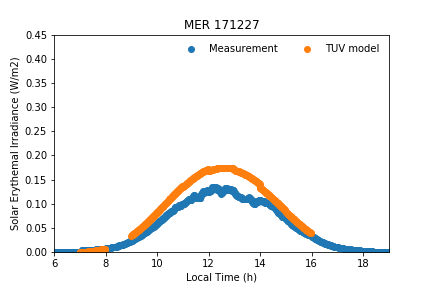 MER 171227
Measurement
TUV model
Solar Erythemal Irradiance (W/m2)
0.45
0.40
0.35
0.30
0.25
0.20
0.15
0.10
0.05
0.00
6 8 10 12 14 16 18
Local Time (h)